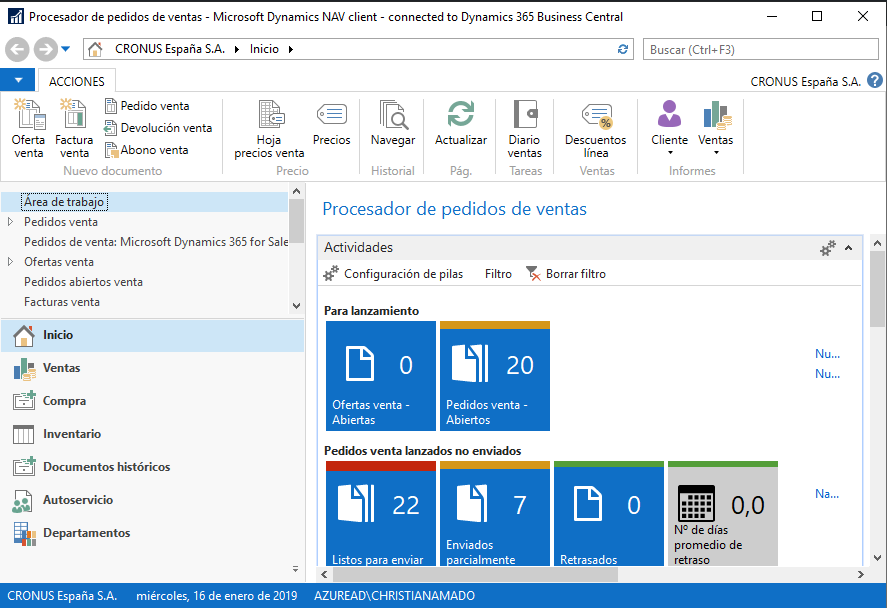 Procesador de pedidos de ventas - Microsoft Dynamics NAV client - connected to Dynamics 365 Business Central
CRONUS España S.A.
Inicio
Buscar (Ctrl+F3)
ACCIONES
CRONUS España S.A.
Oferta
venta
Factura
venta
Pedido venta
Devolución venta
Abono venta
Nuevo documento
Hoja
precios venta
Precios
Precio
Navegar
Historial
Actualizar
Pág.
Diario
ventas
Tareas
Descuentos
línea
Ventas
Cliente
Ventas
Informes
Área de trabajo
Pedidos venta
Pedidos de venta: Microsoft Dynamics 365 for Sale
Ofertas venta
Pedidos abiertos venta
Facturas venta
Inicio
Ventas
Compra
Inventario
Documentos históricos
Autoservicio
Departamentos
Procesador de pedidos de ventas
Actividades
Configuración de pilas
Filtro
Borrar filtro
Para lanzamiento
0
Ofertas venta -
Abiertas
20
Pedidos venta -
Abiertos
Nu...
Nu...
Pedidos venta lanzados no enviados
22
Listos para enviar
7
Enviados
parcialmente
0
Retrasados
0,0
Nº de días
promedio de
retraso
Na...
CRONUS España S.A.
miércoles, 16 de enero de 2019
AZUREAD\CHRISTIANAMADO